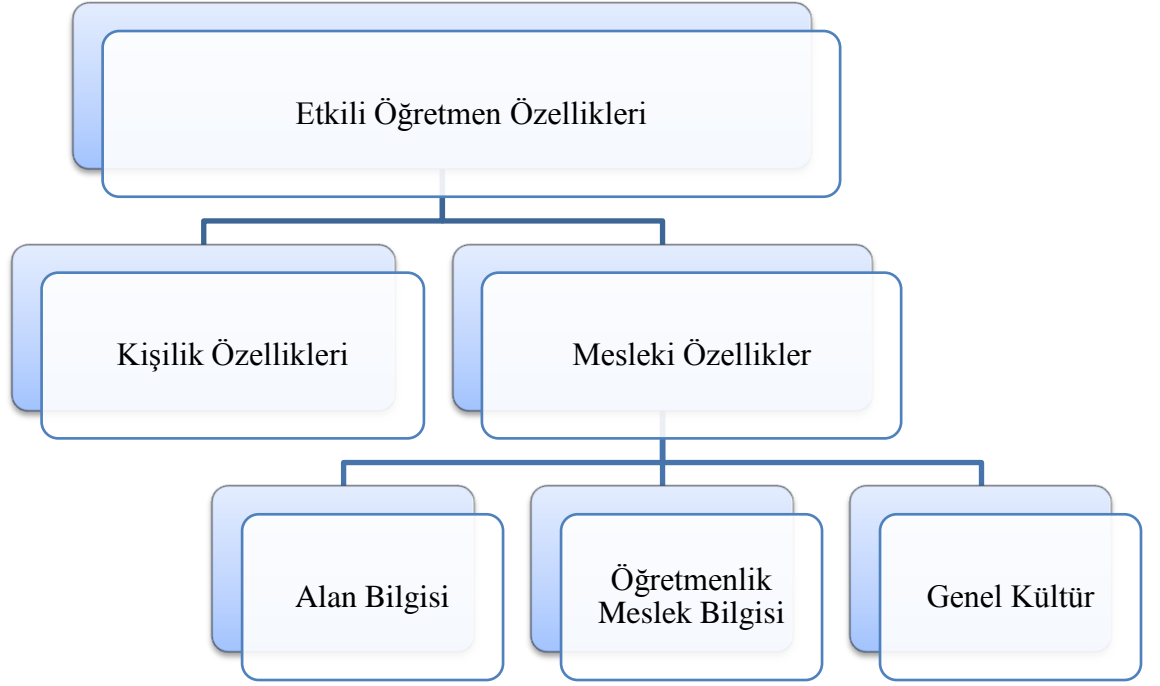 Etkili Öğretmen Özellikleri
Kişilik Özellikleri
Mesleki Özellikler
Alan Bilgisi
Öğretmenlik
Meslek Bilgisi
Genel Kültür